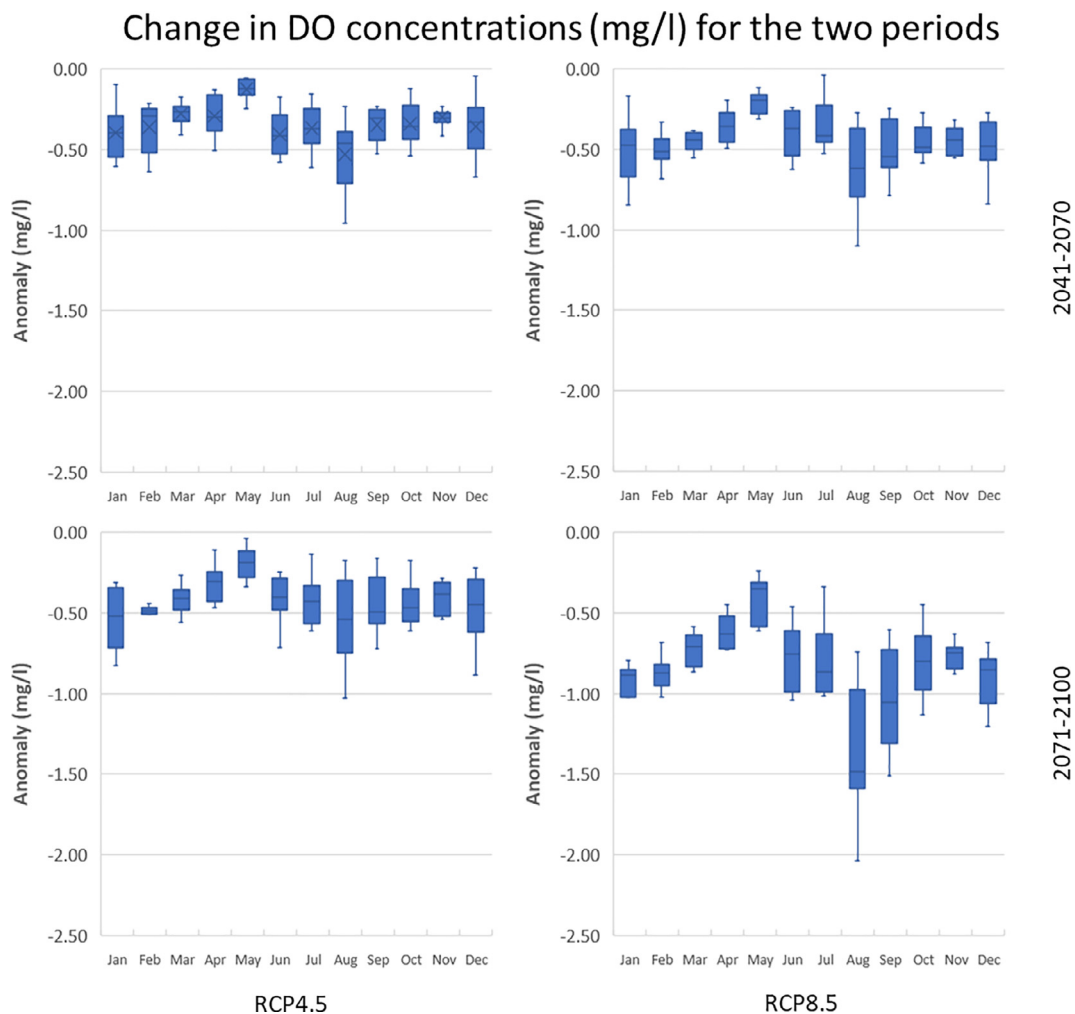 Change in DO concentrations (mg/l) for the two periods
0.00
-0.50
-1.00
-1.50
-2.00
-2.50
Anomaly (mg/l)
Jan Feb Mar Apr May Jun Jul Aug Sep Oct Nov Dec
0.00
-0.50
-1.00
-1.50
-2.00
-2.50
Anomaly (mg/l)
Jan Feb Mar Apr May Jun Jul Aug Sep Oct Nov Dec
2041-2070
0.00
-0.50
-1.00
-1.50
-2.00
-2.50
Anomaly (mg/l)
Jan Feb Mar Apr May Jun Jul Aug Sep Oct Nov Dec
0.00
-0.50
-1.00
-1.50
-2.00
-2.50
Anomaly (mg/l)
Jan Feb Mar Apr May Jun Jul Aug Sep Oct Nov Dec
2071-2100
RCP4.5
RCP8.5